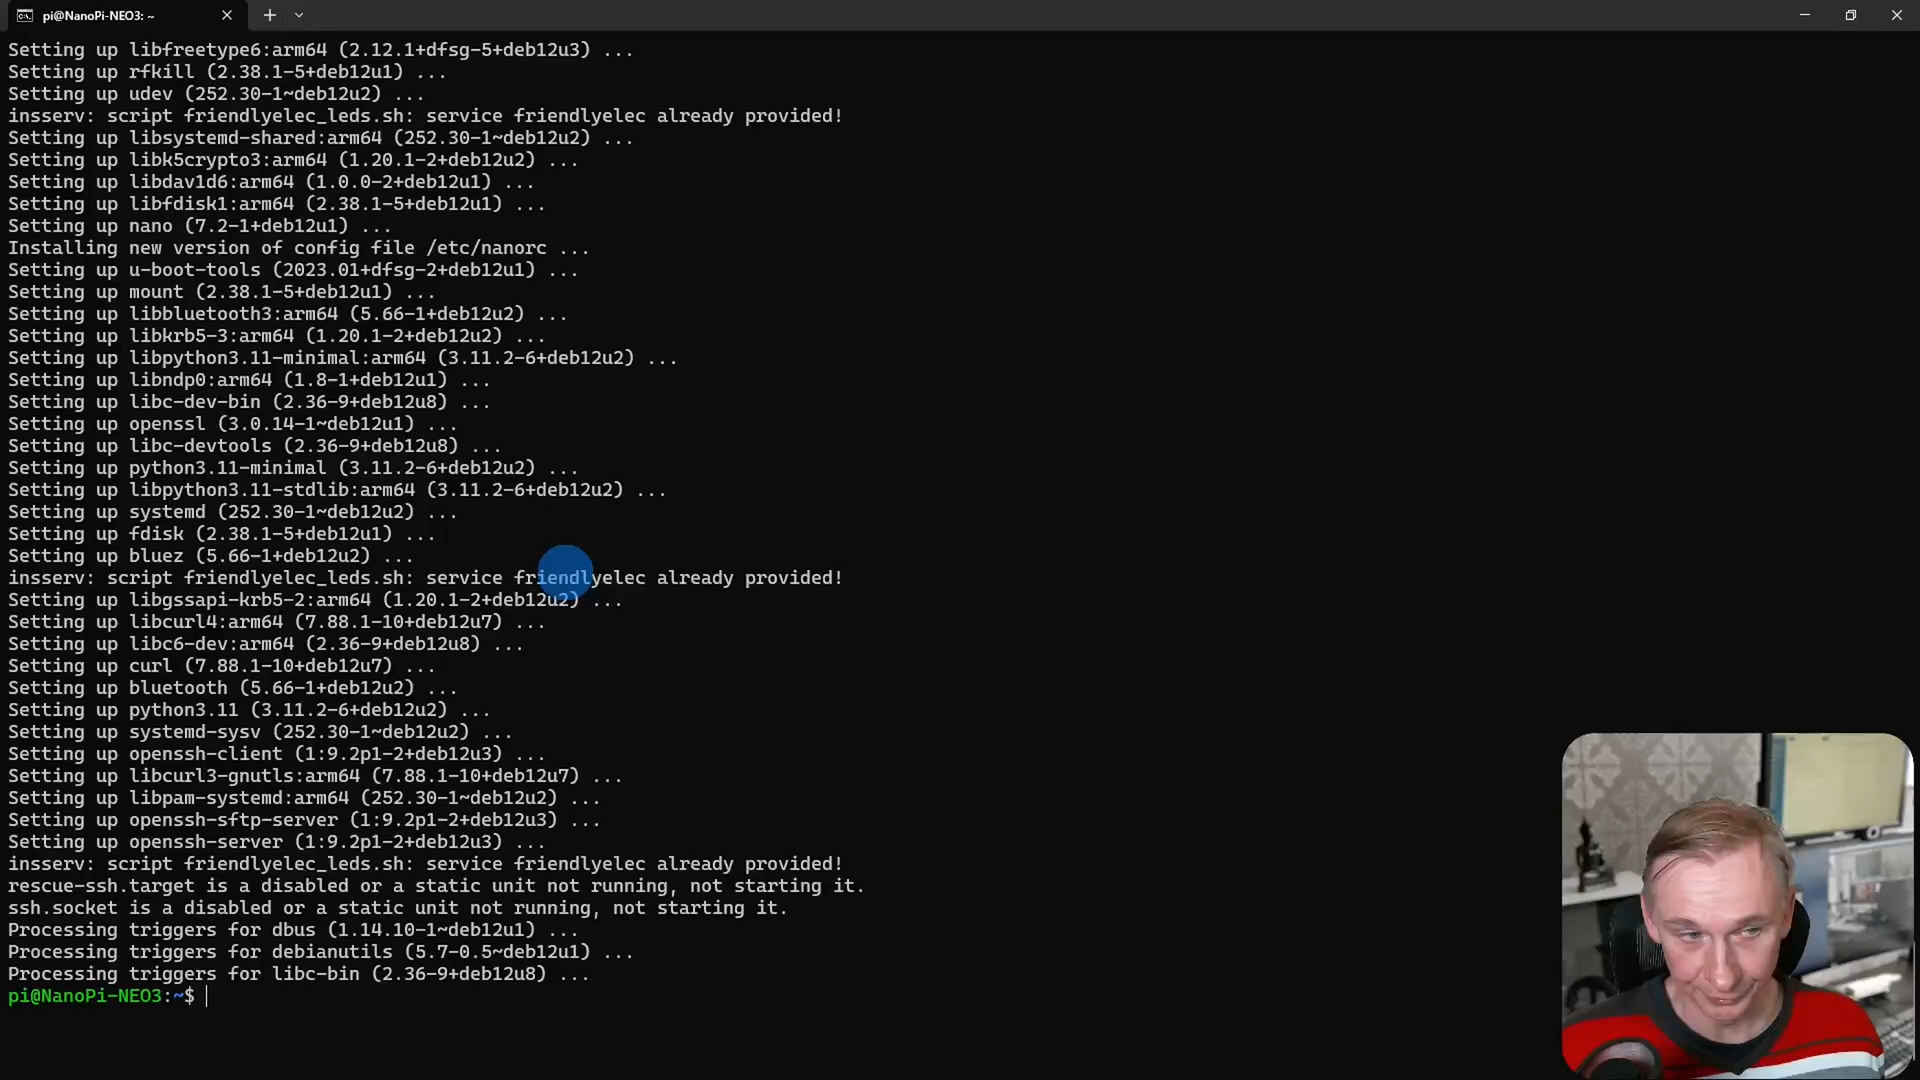 pi@NanoPi-NEO3: ~
Setting up libfreetype6:arm64 (2.12.1+dfsg-5+deb12u3) ...
Setting up rfkill (2.38.1-5+deb12u1) ...
Setting up udev (252.30-1~deb12u2) ...
insserv: script friendlyelec_leds.sh: service friendlyelec already provided!
Setting up libsystemd-shared:arm64 (252.30-1~deb12u2) ...
Setting up libk5crypto3:arm64 (1.20.1-2+deb12u2) ...
Setting up libdav1d6:arm64 (1.0.0-2+deb12u1) ...
Setting up libfdisk1:arm64 (2.38.1-5+deb12u1) ...
Setting up nano (7.2-1+deb12u1) ...
Installing new version of config file /etc/nanorc ...
Setting up u-boot-tools (2023.01+dfsg-2+deb12u1) ...
Setting up mount (2.38.1-5+deb12u1) ...
Setting up libbluetooth3:arm64 (5.66-1+deb12u2) ...
Setting up libkrb5-3:arm64 (1.20.1-2+deb12u2) ...
Setting up libpython3.11-minimal:arm64 (3.11.2-6+deb12u2) ...
Setting up libndp0:arm64 (1.8-1+deb12u1) ...
Setting up libc-dev-bin (2.36-9+deb12u8) ...
Setting up openssl (3.0.14-1~deb12u1) ...
Setting up libc-devtools (2.36-9+deb12u8) ...
Setting up python3.11-minimal (3.11.2-6+deb12u2) ...
Setting up libpython3.11-stdlib:arm64 (3.11.2-6+deb12u2) ...
Setting up systemd (252.30-1~deb12u2) ...
Setting up fdisk (2.38.1-5+deb12u1) ...
Setting up bluez (5.66-1+deb12u2) ...
insserv: script friendlyelec_leds.sh: service friendlyelec already provided!
Setting up libgssapi-krb5-2:arm64 (1.20.1-2+deb12u2) ...
Setting up libcurl4:arm64 (7.88.1-10+deb12u7) ...
Setting up libc6-dev:arm64 (2.36-9+deb12u8) ...
Setting up curl (7.88.1-10+deb12u7) ...
Setting up bluetooth (5.66-1+deb12u2) ...
Setting up python3.11 (3.11.2-6+deb12u2) ...
Setting up systemd-sysv (252.30-1~deb12u2) ...
Setting up openssh-client (1:9.2p1-2+deb12u3) ...
Setting up libcurl3-gnutls:arm64 (7.88.1-10+deb12u7) ...
Setting up libpam-systemd:arm64 (252.30-1~deb12u2) ...
Setting up openssh-sftp-server (1:9.2p1-2+deb12u3) ...
Setting up openssh-server (1:9.2p1-2+deb12u3) ...
insserv: script friendlyelec_leds.sh: service friendlyelec already provided!
rescue-ssh.target is a disabled or a static unit not running, not starting it.
ssh.socket is a disabled or a static unit not running, not starting it.
Processing triggers for dbus (1.14.10-1~deb12u1) ...
Processing triggers for debianutils (5.7-0.5~deb12u1) ...
Processing triggers for libc-bin (2.36-9+deb12u8) ...
pi@NanoPi-NEO3:~$